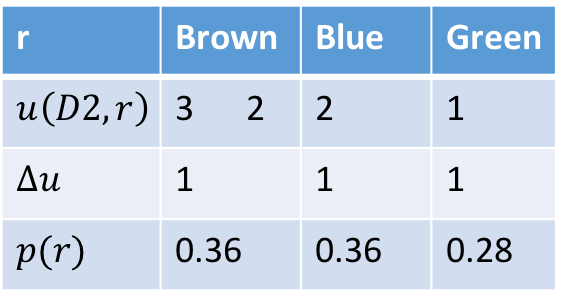 r Brown Blue Green
u(D2,r) 3 2 2 1
Δu 1 1 1
p(r) 0.36 0.36 0.28